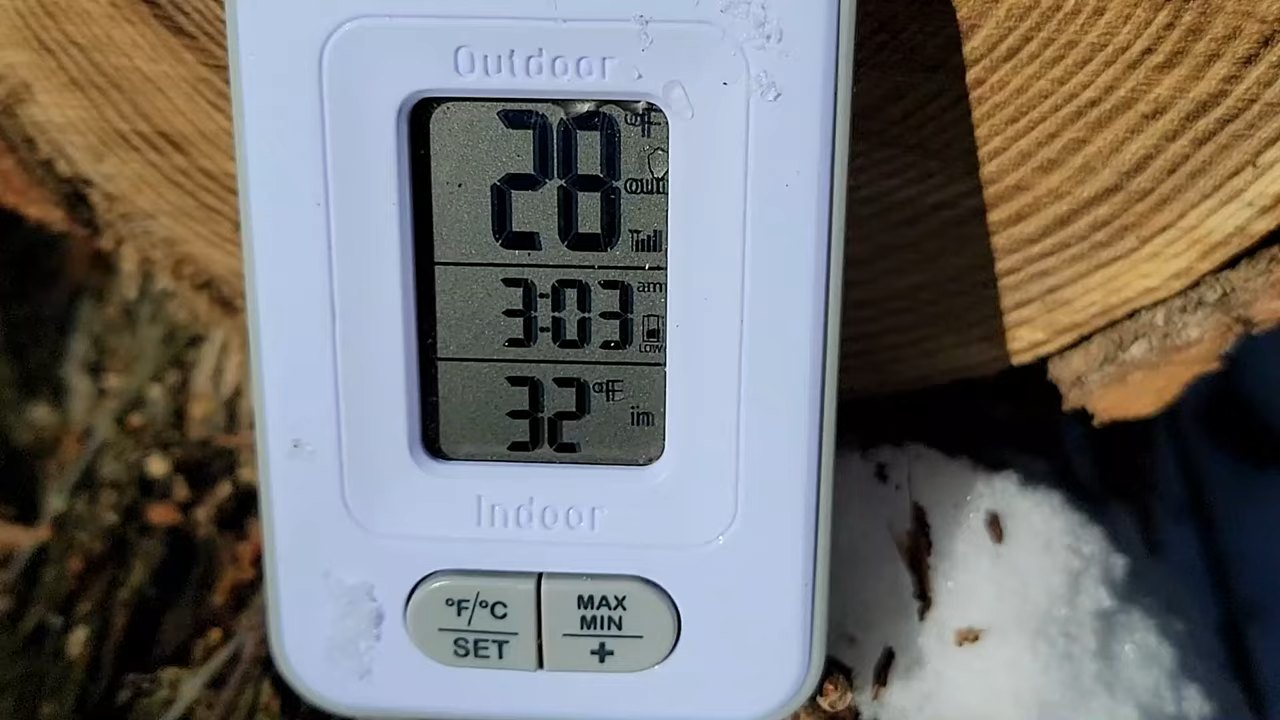 Outdoor
28 °F
out
3:03 am
LOW
32 °F
in
Indoor
°F/°C MAX
MIN
SET +